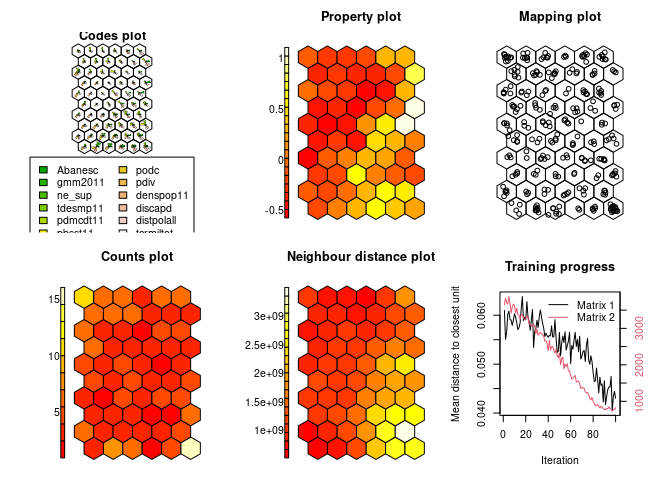 Codes plot
Abanesc
gmm2011
ne_sup
tdesmp11
pdmcdt11
podc
pdiv
denspop11
discapd
distpolall
Property plot
1
0.5
0
-0.5
Mapping plot
Counts plot
15
10
5
Neighbour distance plot
3e+09
2.5e+09
2e+09
1.5e+09
1e+09
Training progress
Mean distance to closest unit
0.060
0.050
0.040
Matrix 1
Matrix 2
3000
2000
1000
0 20 40 60 80
Iteration